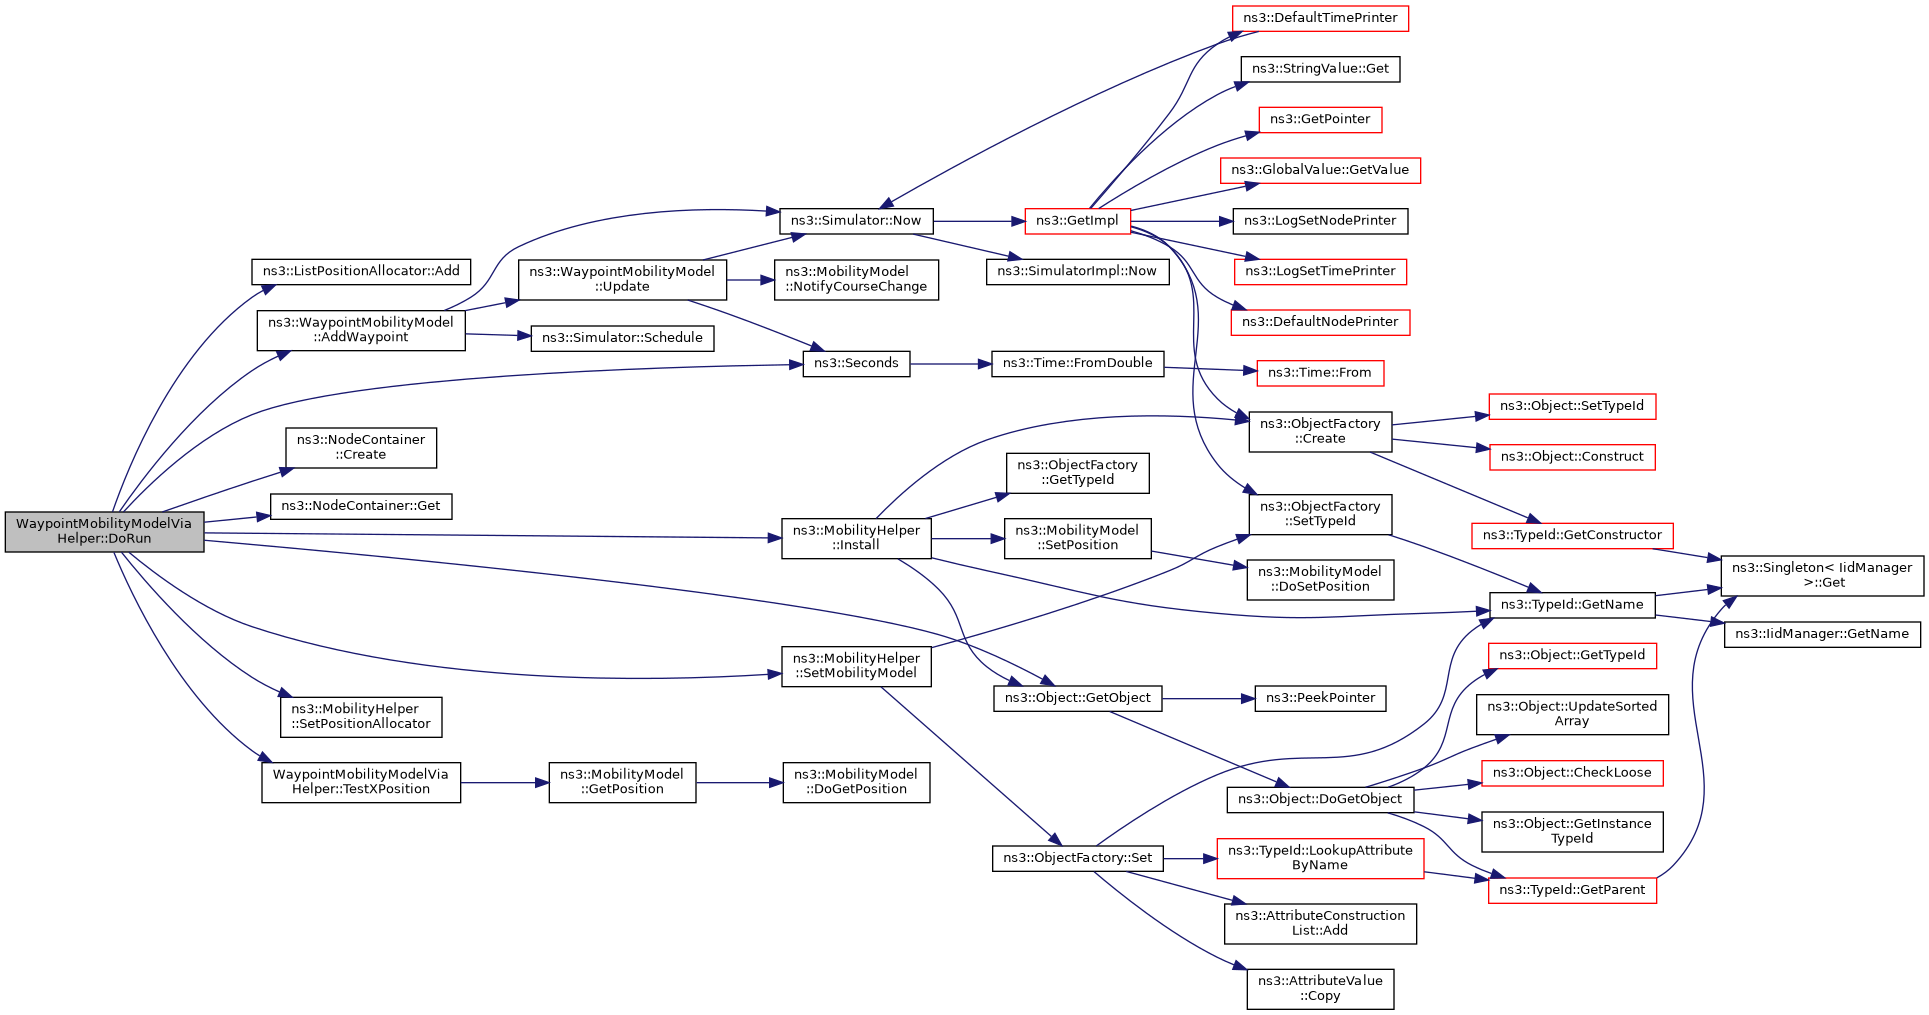 ns3::DefaultTimePrinter
ns3::StringValue::Get
ns3::GetPointer
ns3::GlobalValue::GetValue
ns3::Simulator::Now
ns3::GetImpl
ns3::LogSetNodePrinter
ns3::ListPositionAllocator::Add
ns3::WaypointMobilityModel
::Update
ns3::MobilityModel
::NotifyCourseChange
ns3::SimulatorImpl::Now
ns3::LogSetTimePrinter
ns3::WaypointMobilityModel
::AddWaypoint
ns3::Simulator::Schedule
ns3::DefaultNodePrinter
ns3::Seconds
ns3::Time::FromDouble
ns3::Time::From
ns3::Object::SetTypeId
ns3::NodeContainer
::Create
ns3::ObjectFactory
::Create
ns3::Object::Construct
ns3::ObjectFactory
::GetTypeId
ns3::NodeContainer::Get
ns3::ObjectFactory
::SetTypeId
WaypointMobilityModelVia
Helper::DoRun
ns3::MobilityHelper
::Install
ns3::MobilityModel
::SetPosition
ns3::TypeId::GetConstructor
ns3::MobilityModel
::DoSetPosition
ns3::Singleton< IidManager
>::Get
ns3::TypeId::GetName
ns3::IidManager::GetName
ns3::MobilityHelper
::SetMobilityModel
ns3::Object::GetTypeId
ns3::Object::GetObject
ns3::PeekPointer
ns3::MobilityHelper
::SetPositionAllocator
ns3::Object::UpdateSorted
Array
WaypointMobilityModelVia
Helper::TestXPosition
ns3::MobilityModel
::GetPosition
ns3::MobilityModel
::DoGetPosition
ns3::Object::CheckLoose
ns3::Object::DoGetObject
ns3::Object::GetInstance
TypeId
ns3::ObjectFactory::Set
ns3::TypeId::LookupAttribute
ByName
ns3::TypeId::GetParent
ns3::AttributeConstruction
List::Add
ns3::AttributeValue
::Copy